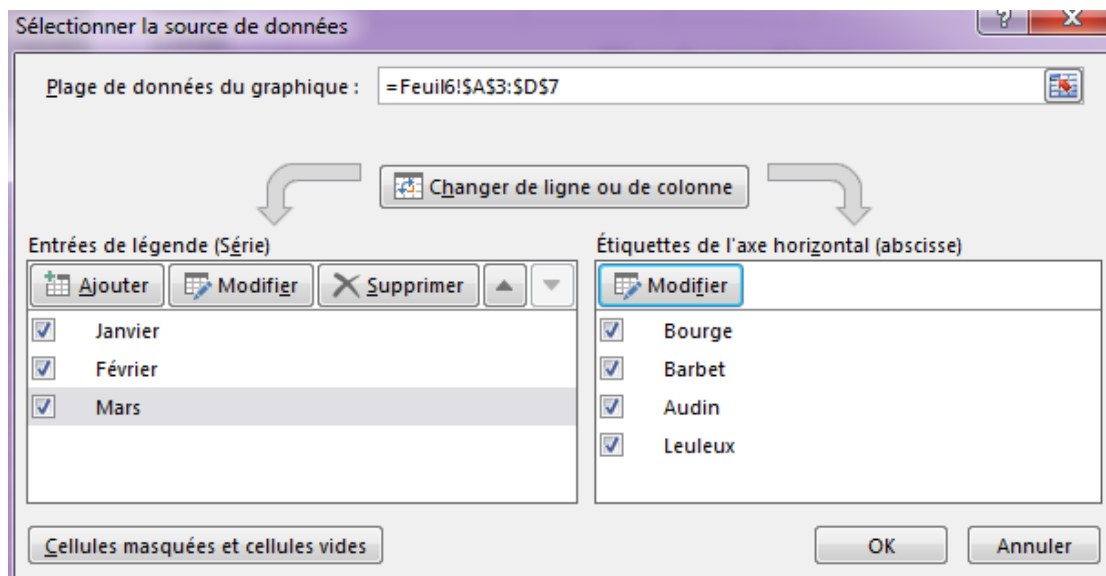 Sélectionner la source de données
?
X
Plage de données du graphique :
=Feuil6!$A$3:$D$7
Changer de ligne ou de colonne
Entrées de légende (Série)
Ajouter
Modifier
Supprimer
Janvier
Février
Mars
Étiquettes de l'axe horizontal (abscisse)
Modifier
Bourge
Barbet
Audin
Leuleux
Cellules masquées et cellules vides
OK
Annuler